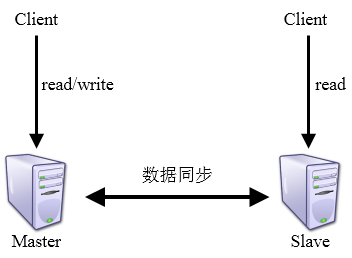 Client
Client
read/write
read
数据同步
Master
Slave